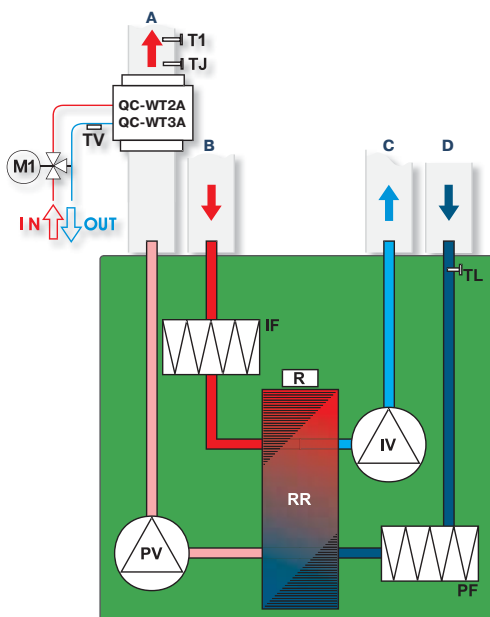 A
T1
TJ
QC-WT2A
QC-WT3A
TV
B
C
D
M1
IN
OUT
TL
IF
R
IV
RR
PV
PF